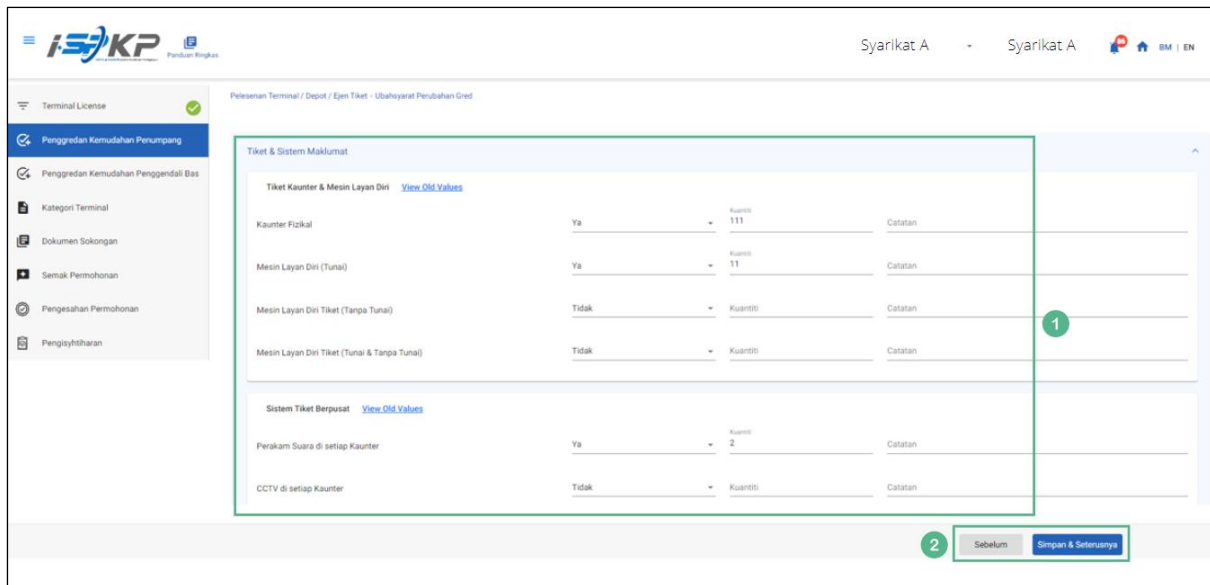 iSPKP
Panduan Ringkas
Syarikat A - Syarikat A BM | EN
Terminal License
Penggredan Kemudahan Penumpang
Penggredan Kemudahan Penggendali Bas
Kategori Terminal
Dokumen Sokongan
Semak Permohonan
Pengesahan Permohonan
Pengisyhtiharan
Pelesenan Terminal / Depot / Ejen Tiket - Ubahsyarat Perubahan Gred
Tiket & Sistem Maklumat
Tiket Kaunter & Mesin Layan Diri View Old Values
Kaunter Fizikal Ya Kuantiti 111 Catatan
Mesin Layan Diri (Tunai) Ya Kuantiti 11 Catatan
Mesin Layan Diri Tiket (Tanpa Tunai) Tidak Kuantiti Catatan
1
Mesin Layan Diri Tiket (Tunai & Tanpa Tunai) Tidak Kuantiti Catatan
Sistem Tiket Berpusat View Old Values
Perakam Suara di setiap Kaunter Ya Kuantiti 2 Catatan
CCTV di setiap Kaunter Tidak Kuantiti Catatan
2 Sebelum Simpan & Seterusnya